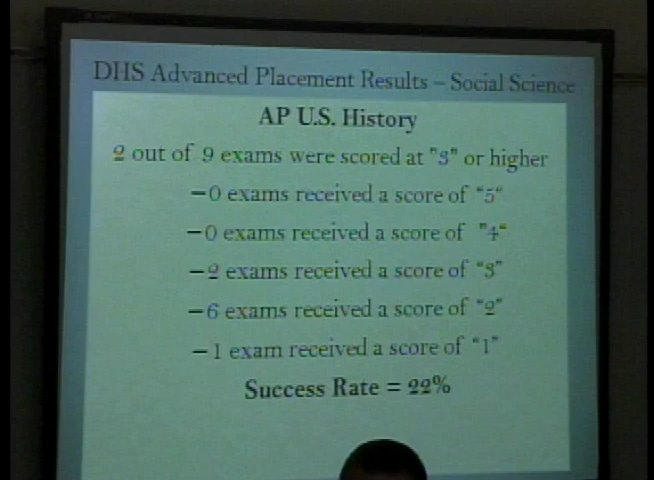 DHS Advanced Placement Results – Social Science
AP U.S. History
2 out of 9 exams were scored at "3" or higher
–0 exams received a score of "5"
–0 exams received a score of "4"
–2 exams received a score of "3"
–6 exams received a score of "2"
–1 exam received a score of "1"
Success Rate = 22%